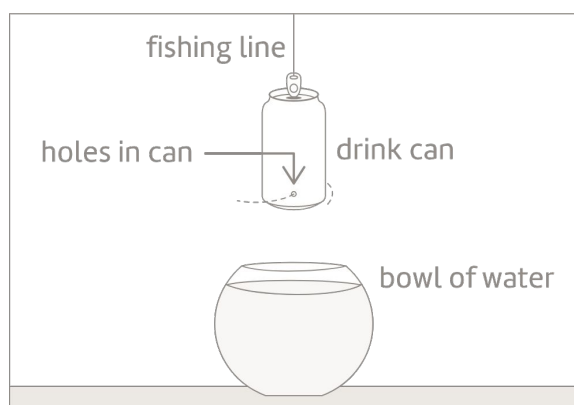 fishing line
holes in can
drink can
bowl of water